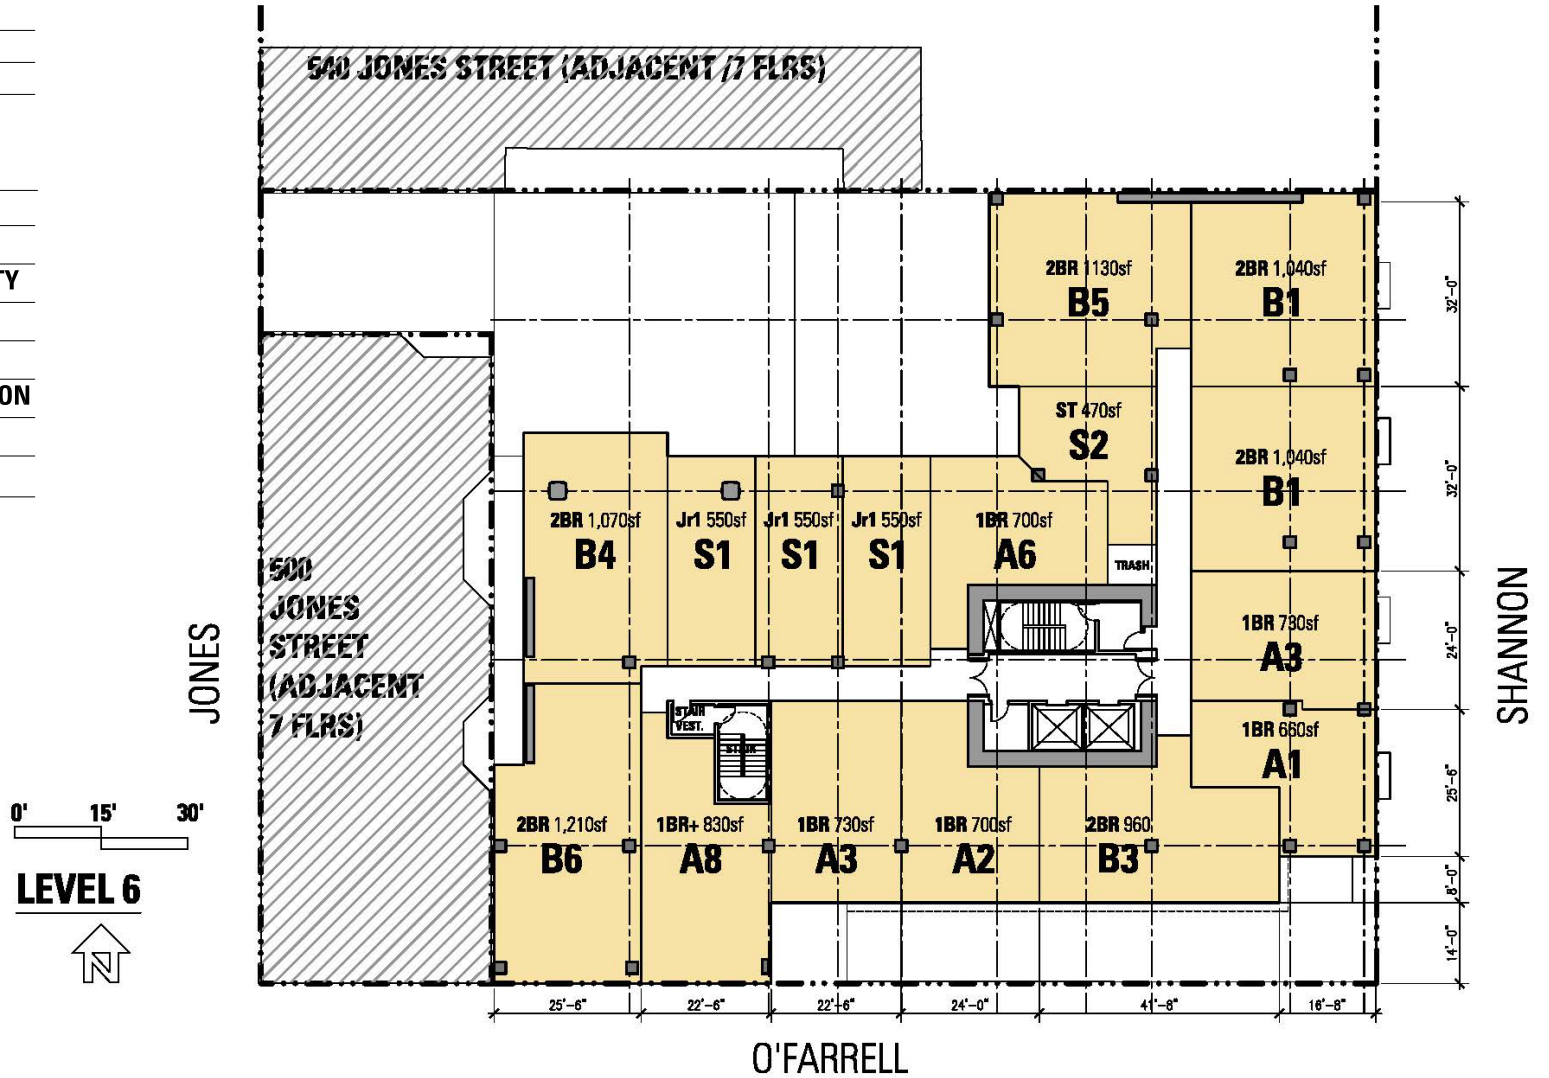 TY
ON
540 JONES STREET (ADJACENT /7 FLRS)
2BR 1130sf
B5
2BR 1,040sf
B1
32'-0"
ST 470sf
S2
2BR 1,040sf
B1
32'-0"
2BR 1,070sf
B4
Jr1 550sf
S1
Jr1 550sf
S1
Jr1 550sf
S1
1BR 700sf
A6
TRASH
500
JONES
STREET
(ADJACENT
7 FLRS)
JONES
1BR 730sf
A3
24'-0"
SHANNON
STAIR
VEST.
STAIR
1BR 660sf
A1
25'-6"
0' 15' 30'
LEVEL 6
N
2BR 1,210sf
B6
1BR+ 830sf
A8
1BR 730sf
A3
1BR 700sf
A2
2BR 960
B3
8'-0"
14'-0"
25'-6" 22'-6" 22'-6" 24'-0" 41'-8" 16'-8"
O'FARRELL